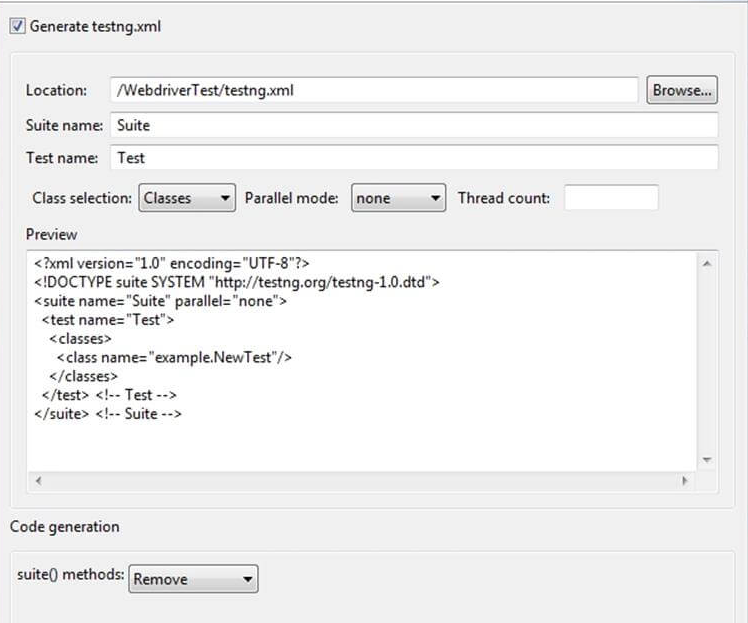 Generate testng.xml
Location: /WebdriverTest/testng.xml Browse...
Suite name: Suite
Test name: Test
Class selection: Classes Parallel mode: none Thread count:
Preview
<?xml version="1.0" encoding="UTF-8"?>
<!DOCTYPE suite SYSTEM "http://testng.org/testng-1.0.dtd">
<suite name="Suite" parallel="none">
<test name="Test">
<classes>
<class name="example.NewTest"/>
</classes>
</test> <!-- Test -->
</suite> <!-- Suite -->
Code generation
suite() methods: Remove